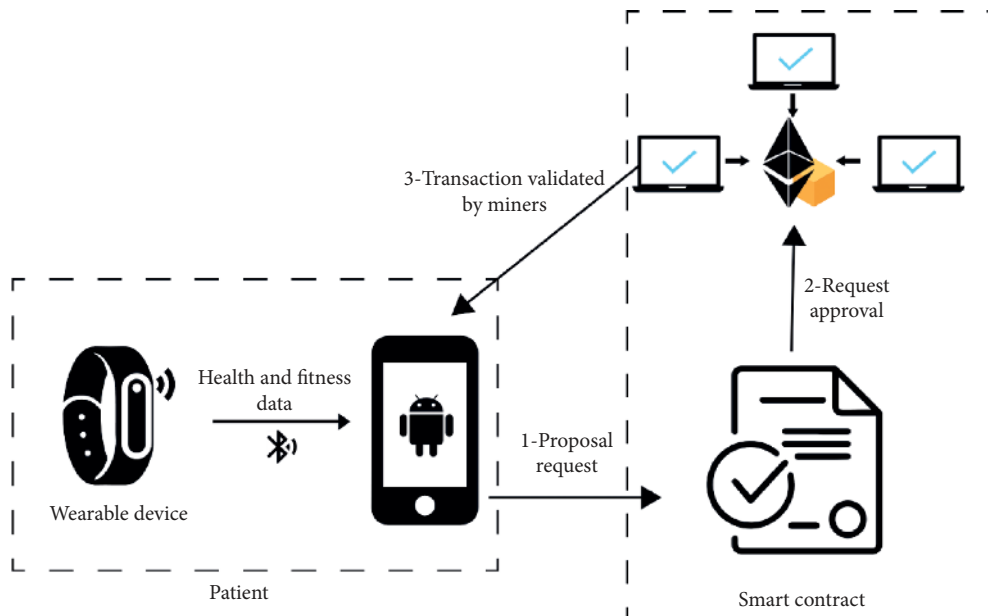 3-Transaction validated
by miners
2-Request
approval
Health and fitness
data
1-Proposal
request
Wearable device
Patient
Smart contract